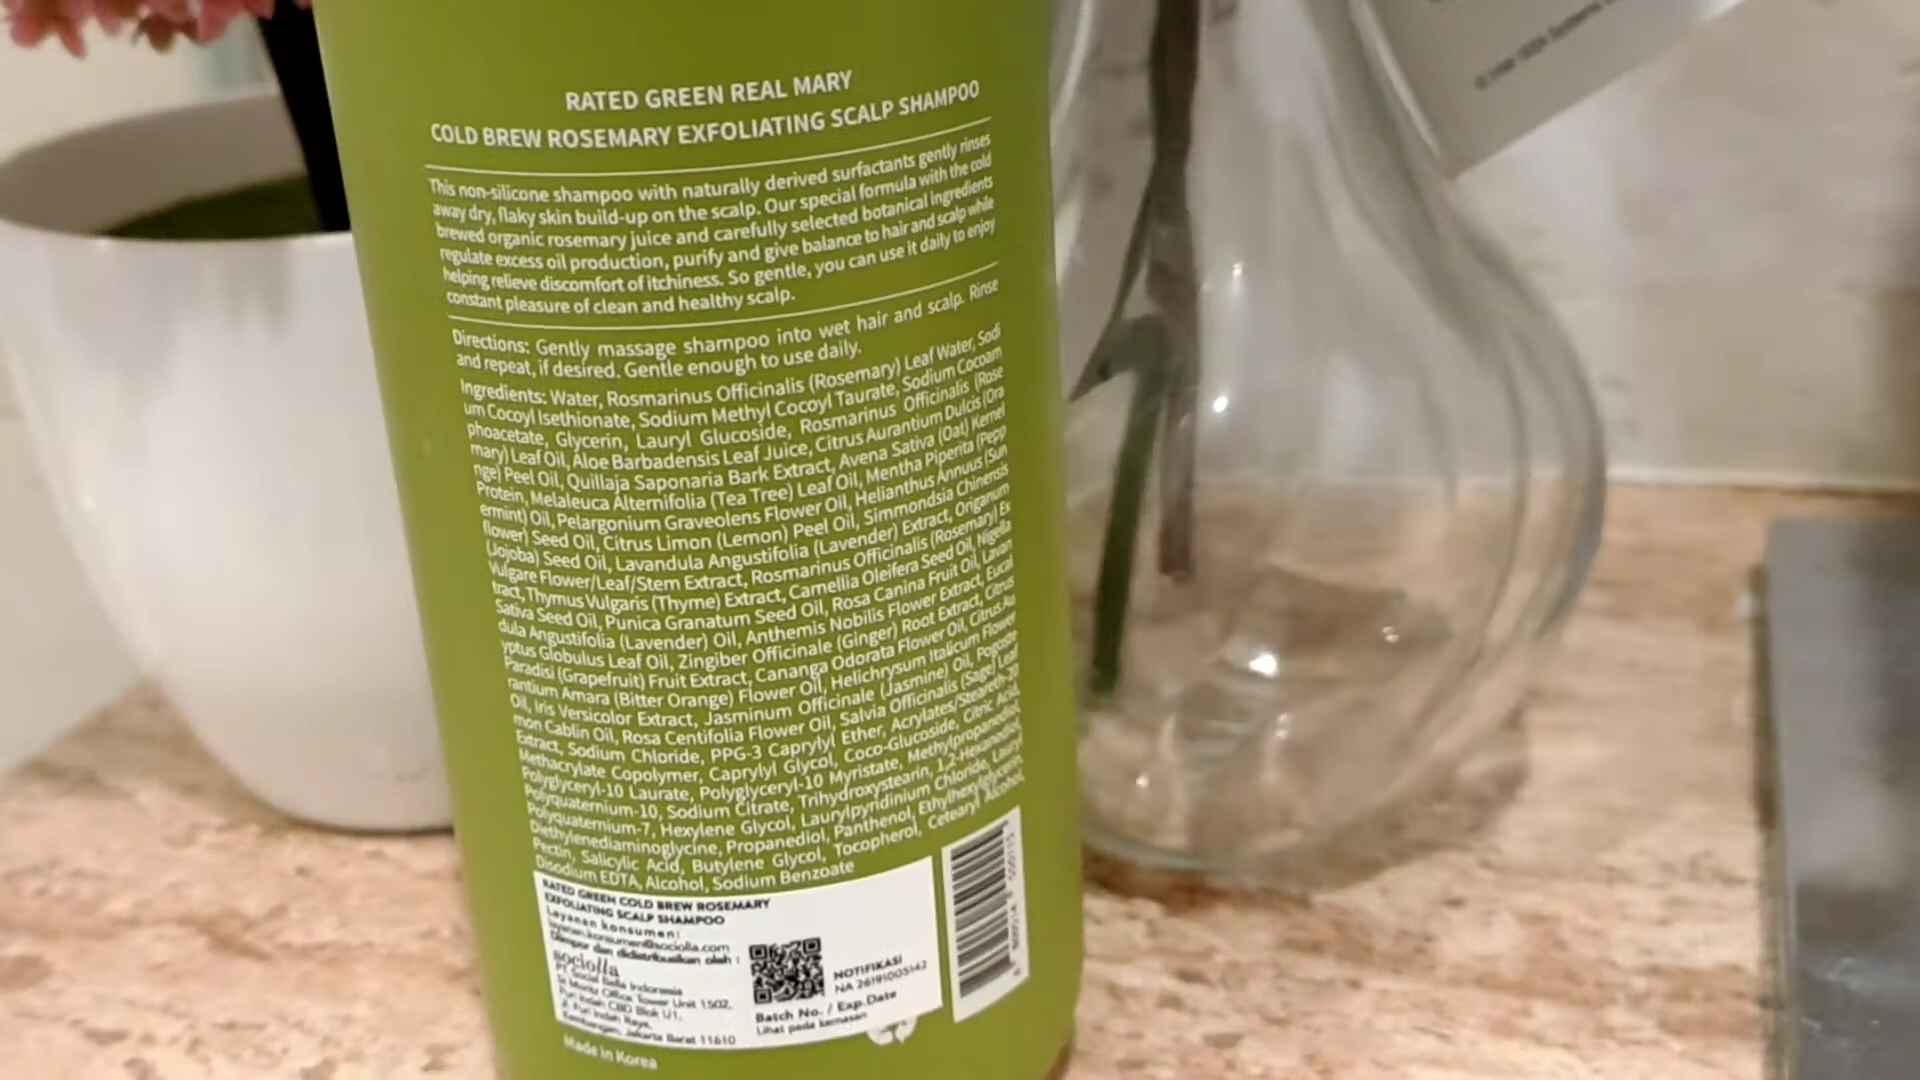 RATED GREEN REAL MARY
COLD BREW ROSEMARY EXFOLIATING SCALP SHAMPOO
This non-silicone shampoo with naturally derived surfactants gently rinses
away dry, flaky skin build-up on the scalp. Our special formula with the cold
brewed organic rosemary juice and carefully selected botanical ingredients
regulate excess oil production, purify and give balance to hair and scalp while
helping relieve discomfort of itchiness. So gentle, you can use it daily to enjoy
constant pleasure of clean and healthy scalp.
Directions: Gently massage shampoo into wet hair and scalp. Rinse
and repeat, if desired. Gentle enough to use daily.
Ingredients: Water, Rosmarinus Officinalis (Rosemary) Leaf Water, Sodi
um Cocoyl Isethionate, Sodium Methyl Cocoyl Taurate, Sodium Cocoam
phoacetate, Glycerin, Lauryl Glucoside, Rosmarinus Officinalis (Rose
mary) Leaf Oil, Aloe Barbadensis Leaf Juice, Citrus Aurantium Dulcis (Ora
nge) Peel Oil, Quillaja Saponaria Bark Extract, Avena Sativa (Oat) Kernel
Protein, Melaleuca Alternifolia (Tea Tree) Leaf Oil, Mentha Piperita (Pepp
ermint) Oil, Pelargonium Graveolens Flower Oil, Helianthus Annuus (Sun
flower) Seed Oil, Citrus Limon (Lemon) Peel Oil, Simmondsia Chinensis
(Jojoba) Seed Oil, Lavandula Angustifolia (Lavender) Extract, Origanum
Vulgare Flower/Leaf/Stem Extract, Rosmarinus Officinalis (Rosemary) Ex
tract, Thymus Vulgaris (Thyme) Extract, Camellia Oleifera Seed Oil, Nigella
Sativa Seed Oil, Punica Granatum Seed Oil, Rosa Canina Fruit Oil, Lavan
dula Angustifolia (Lavender) Oil, Anthemis Nobilis Flower Extract, Eucal
yptus Globulus Leaf Oil, Zingiber Officinale (Ginger) Root Extract, Citrus
Paradisi (Grapefruit) Fruit Extract, Cananga Odorata Flower Oil, Citrus Au
rantium Amara (Bitter Orange) Flower Oil, Helichrysum Italicum Flower
Oil, Iris Versicolor Extract, Jasminum Officinale (Jasmine) Oil, Pogoste
mon Cablin Oil, Rosa Centifolia Flower Oil, Salvia Officinalis (Sage) Leaf
Extract, Sodium Chloride, PPG-3 Caprylyl Ether, Acrylates/Steareth-20
Methacrylate Copolymer, Caprylyl Glycol, Coco-Glucoside, Citric Acid,
Polyglyceryl-10 Laurate, Polyglyceryl-10 Myristate, Methylpropanediol,
Polyquaternium-10, Sodium Citrate, Trihydroxystearin, 1,2-Hexanediol,
Polyquaternium-7, Hexylene Glycol, Laurylpyridinium Chloride, Lauryl
Diethylenediaminoglycine, Propanediol, Panthenol, Ethylhexylglycerin,
Pectin, Salicylic Acid, Butylene Glycol, Tocopherol, Cetearyl Alcohol,
Disodium EDTA, Alcohol, Sodium Benzoate
RATED GREEN COLD BREW ROSEMARY
EXFOLIATING SCALP SHAMPOO
Layanan konsumen:
layanan.konsumen@sociolla.com
Diimpor dan didistribusikan oleh :
sociolla
PT Social Bella Indonesia
Office Tower Unit 1502,
Puri Indah CBD Blok U1,
Jl. Puri Indah Raya,
Kembangan, Jakarta Barat 11610
NOTIFIKASI
NA 26191005142
Batch No. / Exp.Date
Lihat pada kemasan
Made in Korea